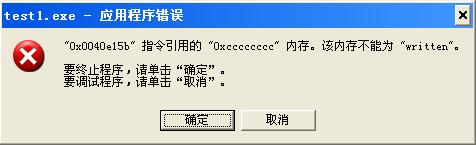 test1.exe - 应用程序错误
"0x0040e15b" 指令引用的 "0xcccccccc" 内存。该内存不能为 "written"。
要终止程序，请单击“确定”。
要调试程序，请单击“取消”。
确定
取消